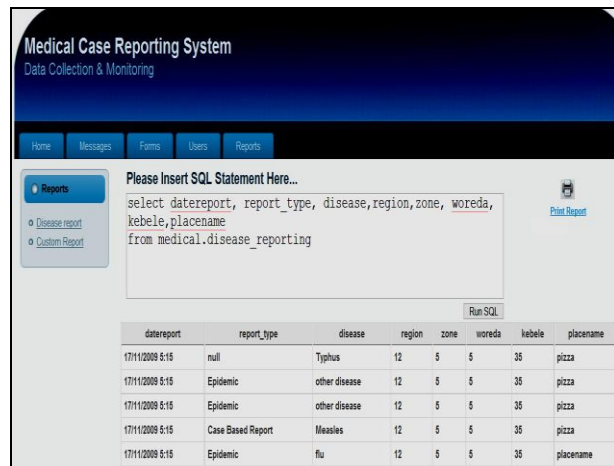 Medical Case Reporting System
Data Collection & Monitoring
Home Messages Forms Users Reports
Reports
Disease report
Custom Report
Please Insert SQL Statement Here...
select datereport, report_type, disease,region,zone, woreda,
kebele,placename
from medical.disease_reporting
Print Report
Run SQL
datereport report_type disease region zone woreda kebele placename
17/11/2009 5:15 null Typhus 12 5 5 35 pizza
17/11/2009 5:15 Epidemic other disease 12 5 5 35 pizza
17/11/2009 5:15 Epidemic other disease 12 5 5 35 pizza
17/11/2009 5:15 Case Based Report Measles 12 5 5 35 pizza
17/11/2009 5:15 Epidemic flu 12 5 5 35 placename